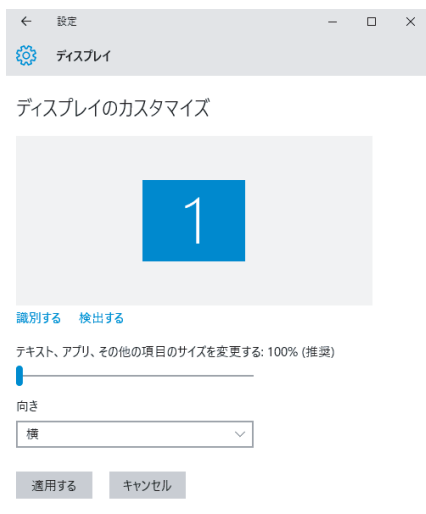 設定
ディスプレイ
ディスプレイのカスタマイズ
1
識別する 検出する
テキスト、アプリ、その他の項目のサイズを変更する: 100% (推奨)
向き
横
適用する キャンセル